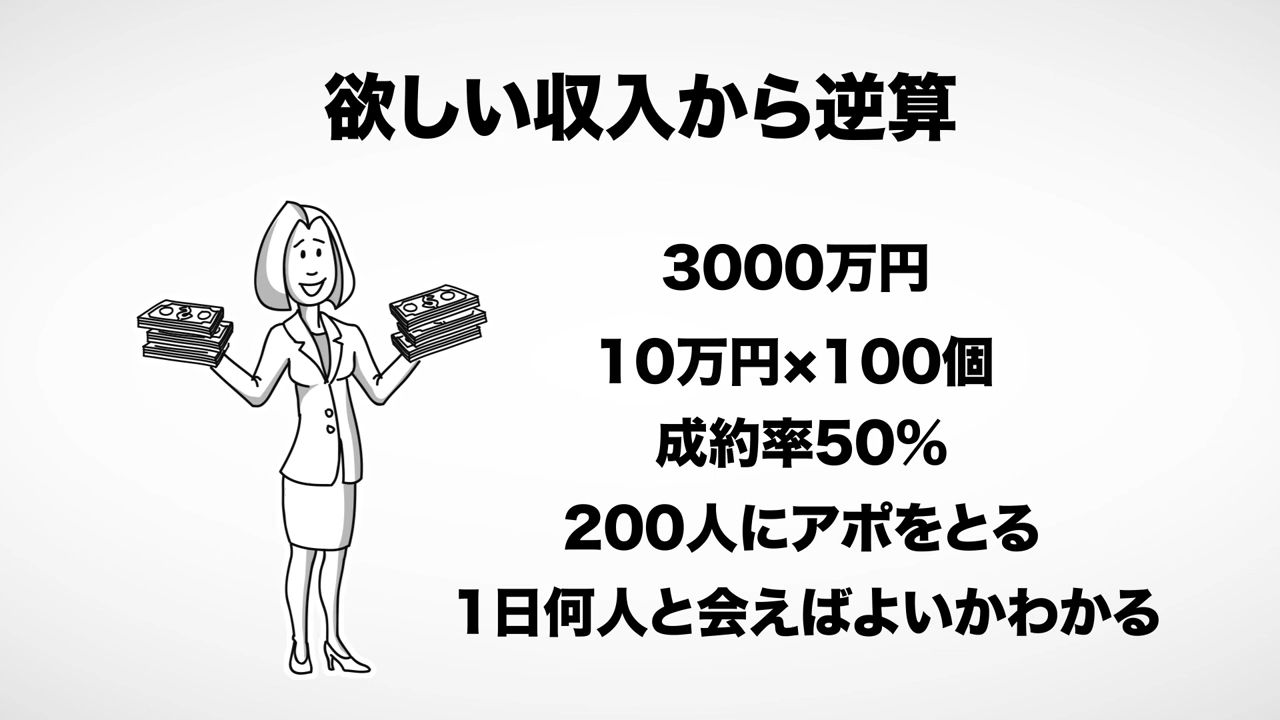 欲しい収入から逆算
3000万円
10万円×100個
成約率50%
200人にアポをとる
1日何人と会えばよいかわかる